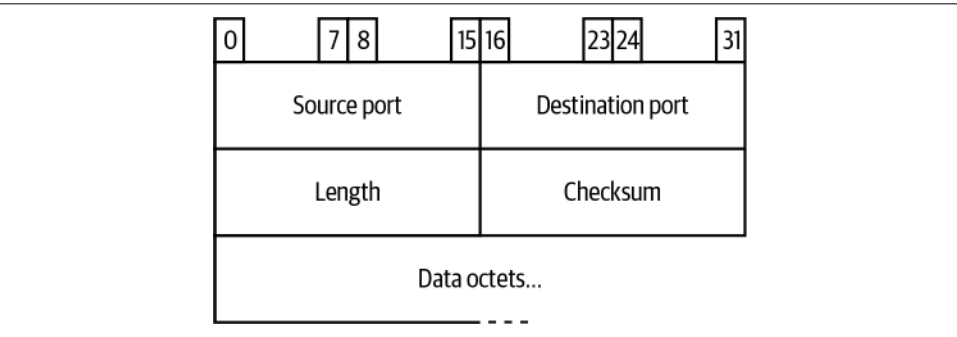 0 7 8 15 16 23 24 31
Source port Destination port
Length Checksum
Data octets...